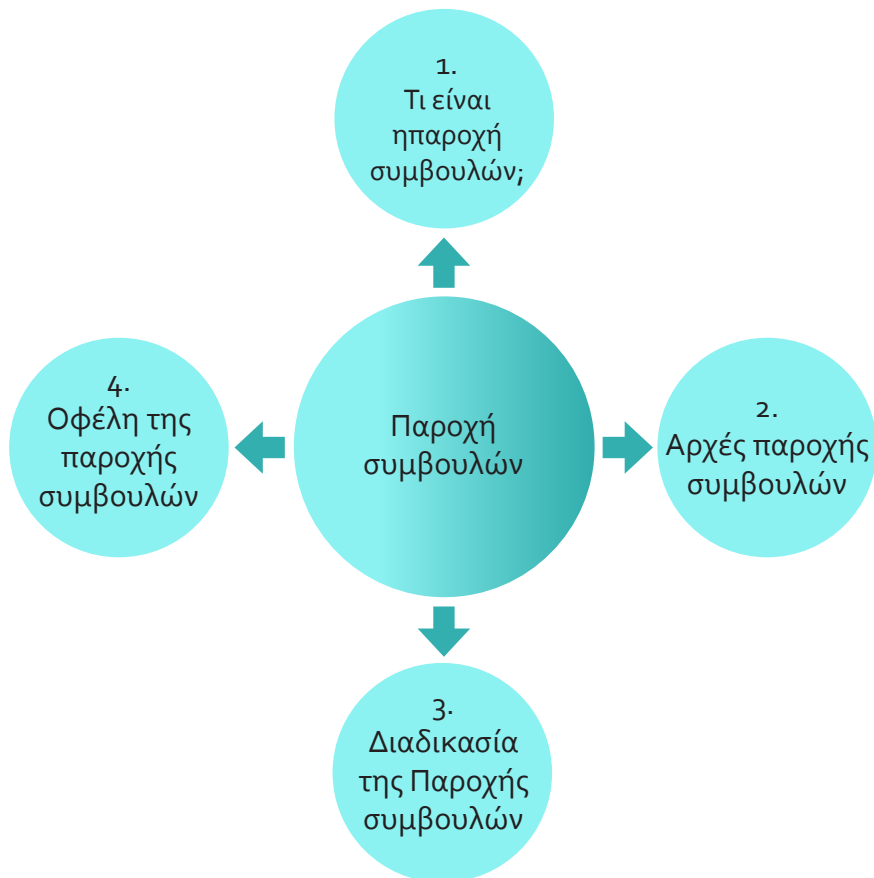 1.
Τι είναι
ηπαροχή
συμβουλών;
4.
Οφέλη της
παροχής
συμβουλών
Παροχή
συμβουλών
2.
Αρχές παροχής
συμβουλών
3.
Διαδικασία
της Παροχής
συμβουλών